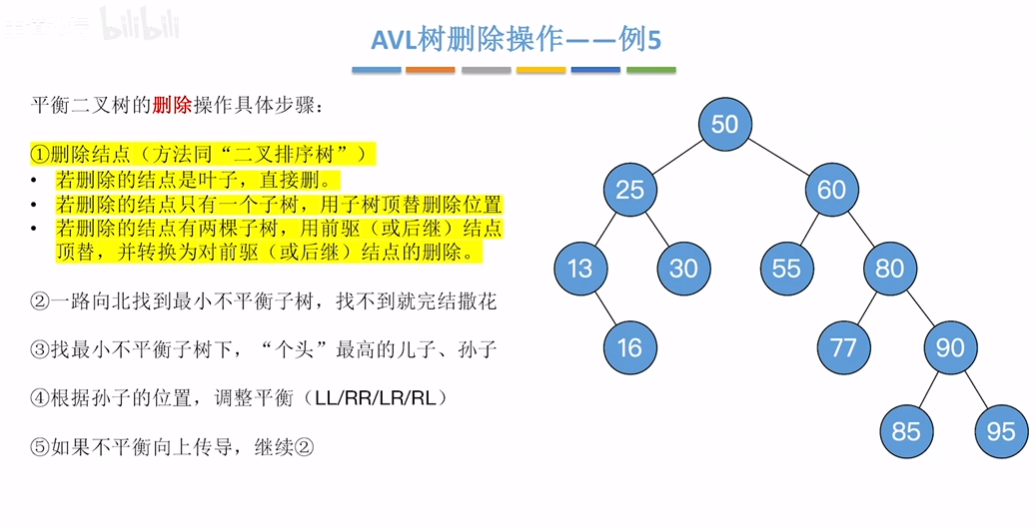 bilibili
AVL树删除操作——例5
平衡二叉树的删除操作具体步骤：
①删除结点（方法同“二叉排序树”）
• 若删除的结点是叶子，直接删。
• 若删除的结点只有一个子树，用子树顶替删除位置
• 若删除的结点有两棵子树，用前驱（或后继）结点
顶替，并转换为对前驱（或后继）结点的删除。
②一路向北找到最小不平衡子树，找不到就完结撒花
③找最小不平衡子树下，“个头”最高的儿子、孙子
④根据孙子的位置，调整平衡（LL/RR/LR/RL）
⑤如果不平衡向上传导，继续②
50
25 60
13 30 55 80
16 77 90
85 95